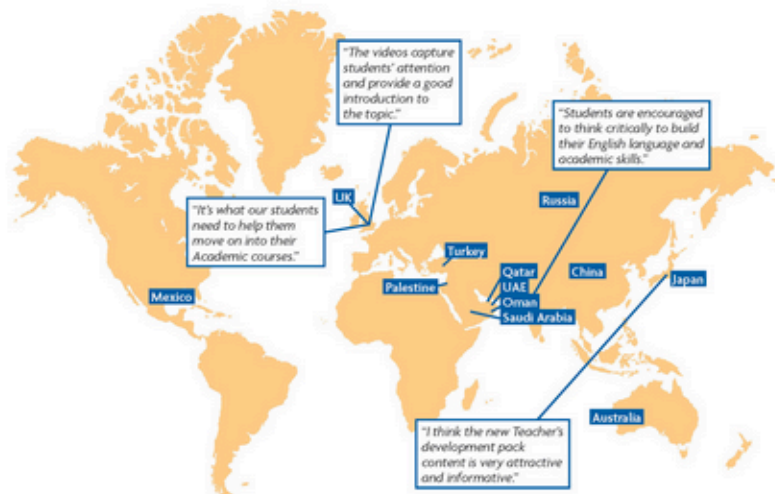 "The videos capture
students' attention
and provide a good
introduction to
the topic."
"Students are encouraged
to think critically to build
their English language and
academic skills."
UK
Russia
"It's what our students
need to help them
move on into their
Academic courses."
Turkey
Qatar
China
UAE
Japan
Palestine
Oman
Mexico
Saudi Arabia
Australia
"I think the new Teacher's
development pack
content is very attractive
and informative."